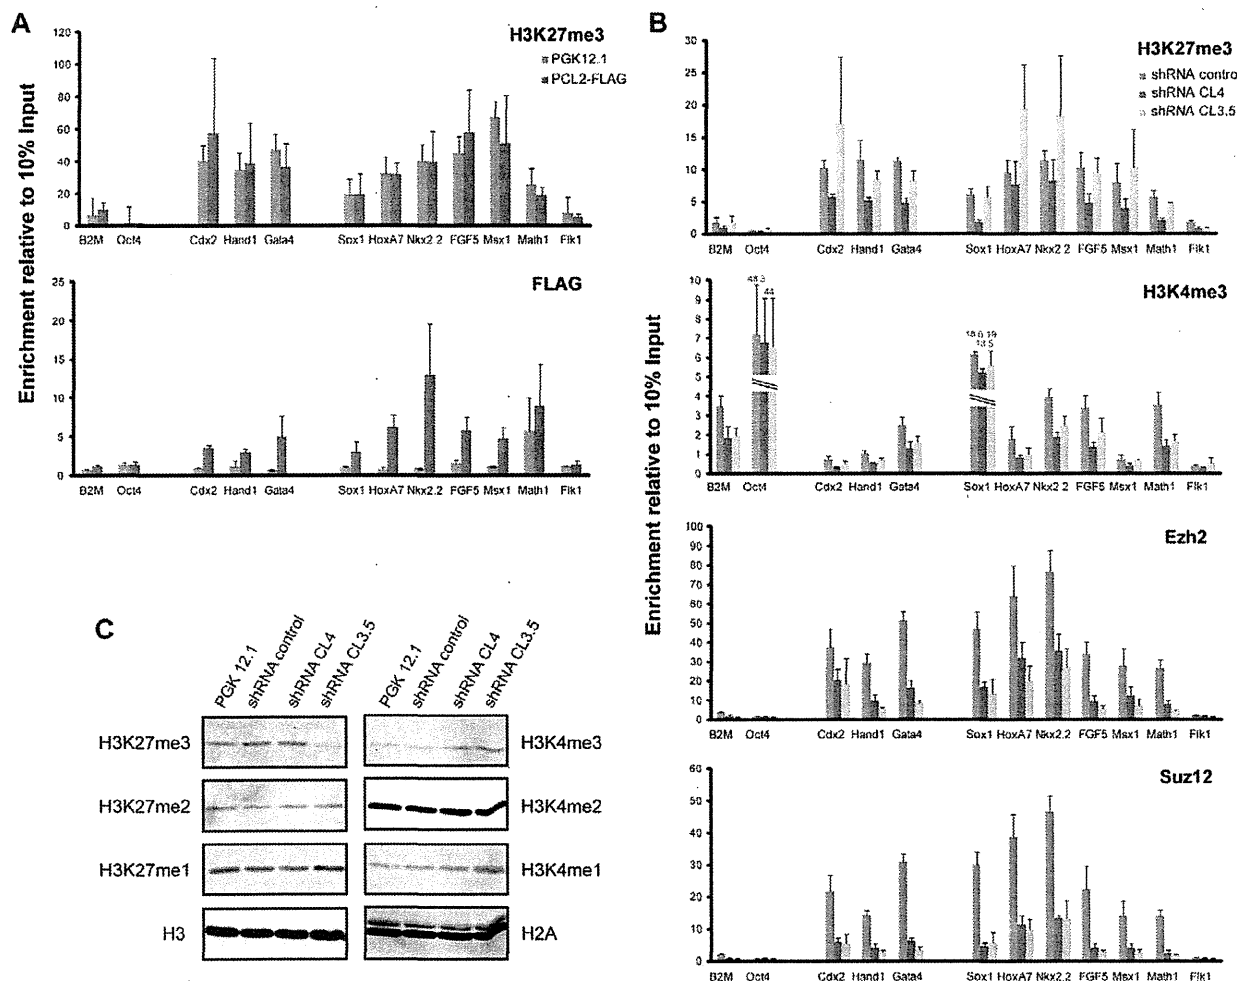 A
H3K27me3
PGK12.1
PCL2-FLAG
120
100
80
60
40
20
0
B2M Oct4 Cdx2 Hand1 Gata4 Sox1 HoxA7 Nkx2.2 FGF5 Msx1 Math1 Flk1
Enrichment relative to 10% Input
FLAG
25
20
15
10
5
0
B2M Oct4 Cdx2 Hand1 Gata4 Sox1 HoxA7 Nkx2.2 FGF5 Msx1 Math1 Flk1
B
H3K27me3
shRNA control
shRNA CL4
shRNA CL3.5
30
25
20
15
10
5
0
B2M Oct4 Cdx2 Hand1 Gata4 Sox1 HoxA7 Nkx2 2 FGF5 Msx1 Math1 Flk1
Enrichment relative to 10% Input
H3K4me3
10
9
8
7
6
5
4
3
2
1
0
44
19
B2M Oct4 Cdx2 Hand1 Gata4 Sox1 HoxA7 Nkx2 2 FGF5 Msx1 Math1 Flk1
Ezh2
100
90
80
70
60
50
40
30
20
10
0
B2M Oct4 Cdx2 Hand1 Gata4 Sox1 HoxA7 Nkx2.2 FGF5 Msx1 Math1 Flk1
Suz12
60
50
40
30
20
10
0
B2M Oct4 Cdx2 Hand1 Gata4 Sox1 HoxA7 Nkx2.2 FGF5 Msx1 Math1 Flk1
C
PGK 12.1 shRNA control shRNA CL4 shRNA CL3.5
PGK 12.1 shRNA control shRNA CL4 shRNA CL3.5
H3K27me3 H3K4me3
H3K27me2 H3K4me2
H3K27me1 H3K4me1
H3 H2A